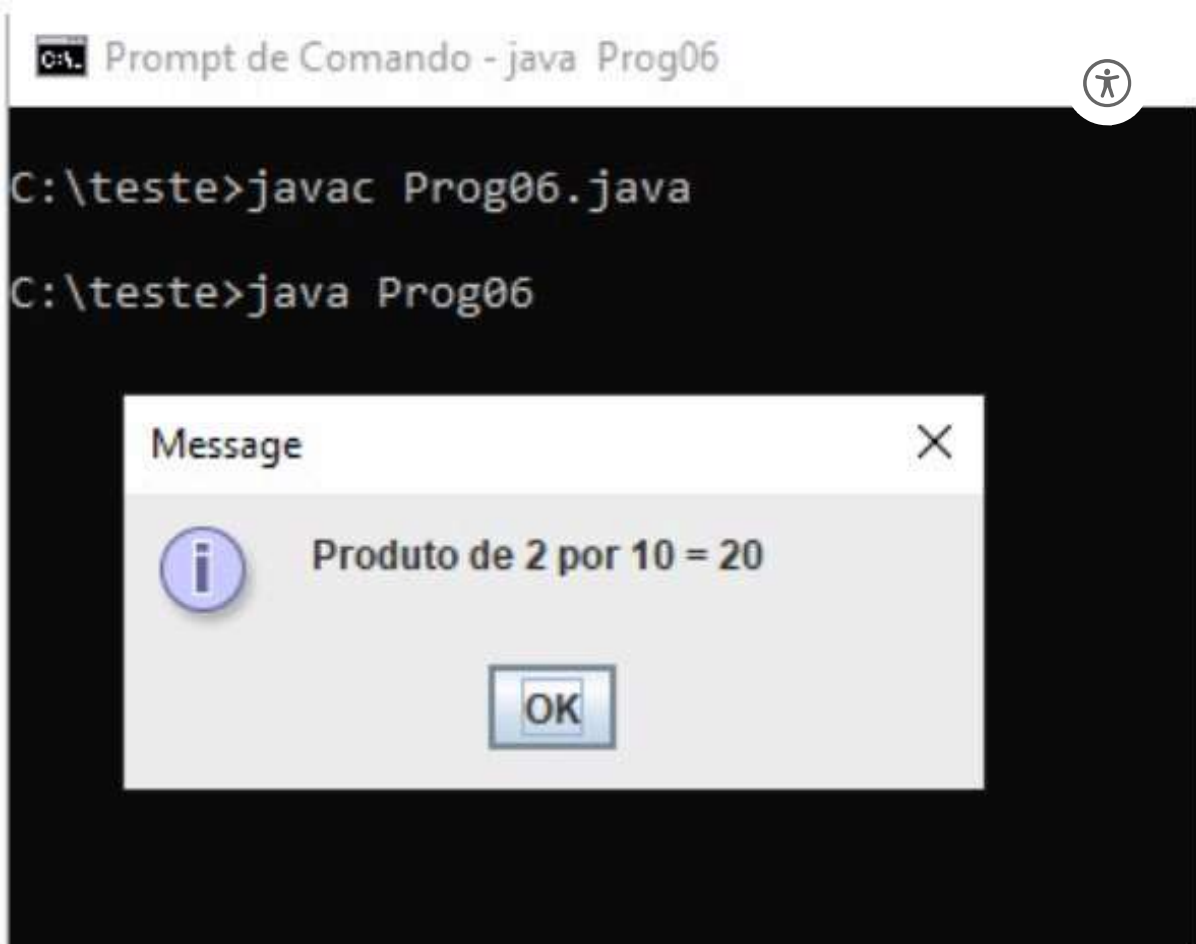 C:\. Prompt de Comando - java Prog06
C:\teste>javac Prog06.java
C:\teste>java Prog06
Message
i Produto de 2 por 10 = 20
OK